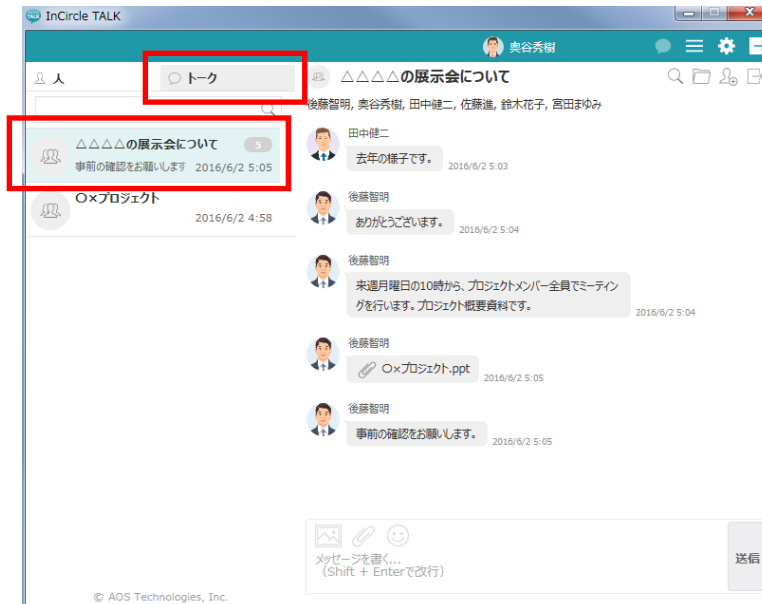 InCircle TALK
奥谷秀樹
人
トーク
△△△△の展示会について
後藤智明, 奥谷秀樹, 田中健二, 佐藤進, 鈴木花子, 宮田まゆみ
△△△△の展示会について 5
事前の確認をお願いします 2016/6/2 5:05
〇×プロジェクト
2016/6/2 4:58
田中健二
去年の様子です。 2016/6/2 5:03
後藤智明
ありがとうございます。 2016/6/2 5:04
後藤智明
来週月曜日の10時から、プロジェクトメンバー全員でミーティン
グを行います。プロジェクト概要資料です。 2016/6/2 5:04
後藤智明
〇×プロジェクト.ppt 2016/6/2 5:05
後藤智明
事前の確認をお願いします。 2016/6/2 5:05
メッセージを書く...
(Shift + Enterで改行)
送信
© AOS Technologies, Inc.